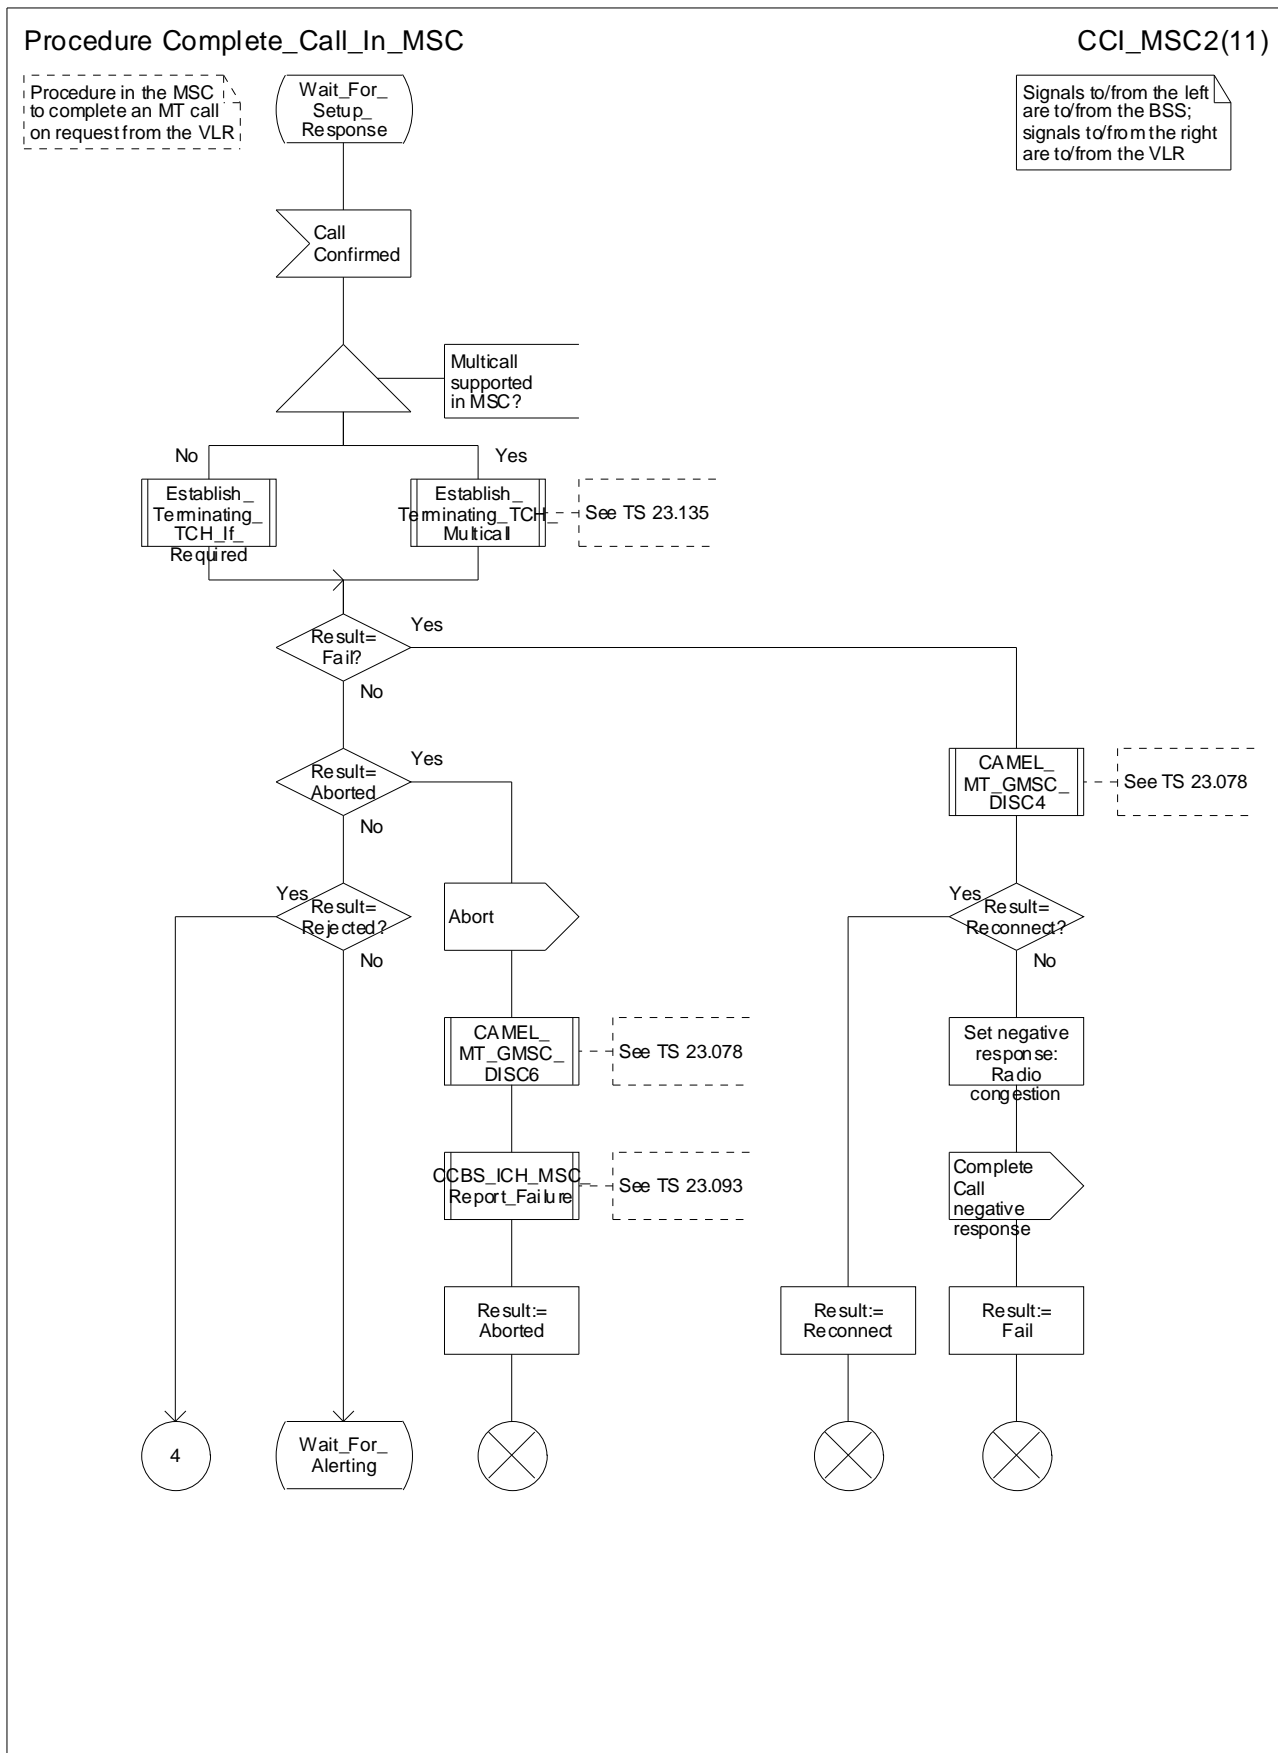 Procedure Complete_Call_In_MSC
CCI_MSC2(11)
Procedure in the MSC
to complete an MT call
on request from the VLR
Wait_For_
Setup_
Response
Signals to/from the left
are to/from the BSS;
signals to/from the right
are to/from the VLR
Call
Confirmed
Multicall
supported
in MSC?
No
Yes
Establish_
Terminating_
TCH_If_
Required
Establish_
Terminating_TCH_
Multicall
See TS 23.135
Result=
Fail?
Yes
No
Result=
Aborted
Yes
No
CAMEL_
MT_GMSC_
DISC4
See TS 23.078
Yes
Result=
Rejected?
No
Abort
Yes
Result=
Reconnect?
No
CAMEL_
MT_GMSC_
DISC6
See TS 23.078
Set negative
response:
Radio
congestion
CCBS_ICH_MSC_
Report_Failure
See TS 23.093
Complete
Call
negative
response
Result:=
Aborted
Result:=
Reconnect
Result:=
Fail
4
Wait_For_
Alerting